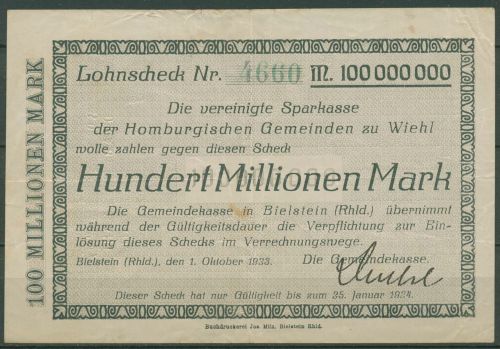 100 MILLIONEN MARK
Lohnscheck Nr. 4660 M. 100 000 000
Die vereinigte Sparkasse
der Homburgischen Gemeinden zu Wiehl
wolle zahlen gegen diesen Scheck
Hundert Millionen Mark
Die Gemeindekasse in Bielstein (Rhld.) übernimmt
während der Gültigkeitsdauer die Verpflichtung zur Ein-
lösung dieses Schecks im Verrechnungswege.
Bielstein (Rhld.), den 1. Oktober 1923. Die Gemeindekasse.
Dieser Scheck hat nur Gültigkeit bis zum 25. Januar 1924.
Buchdruckerei Jos. Milz, Bielstein Rhld.